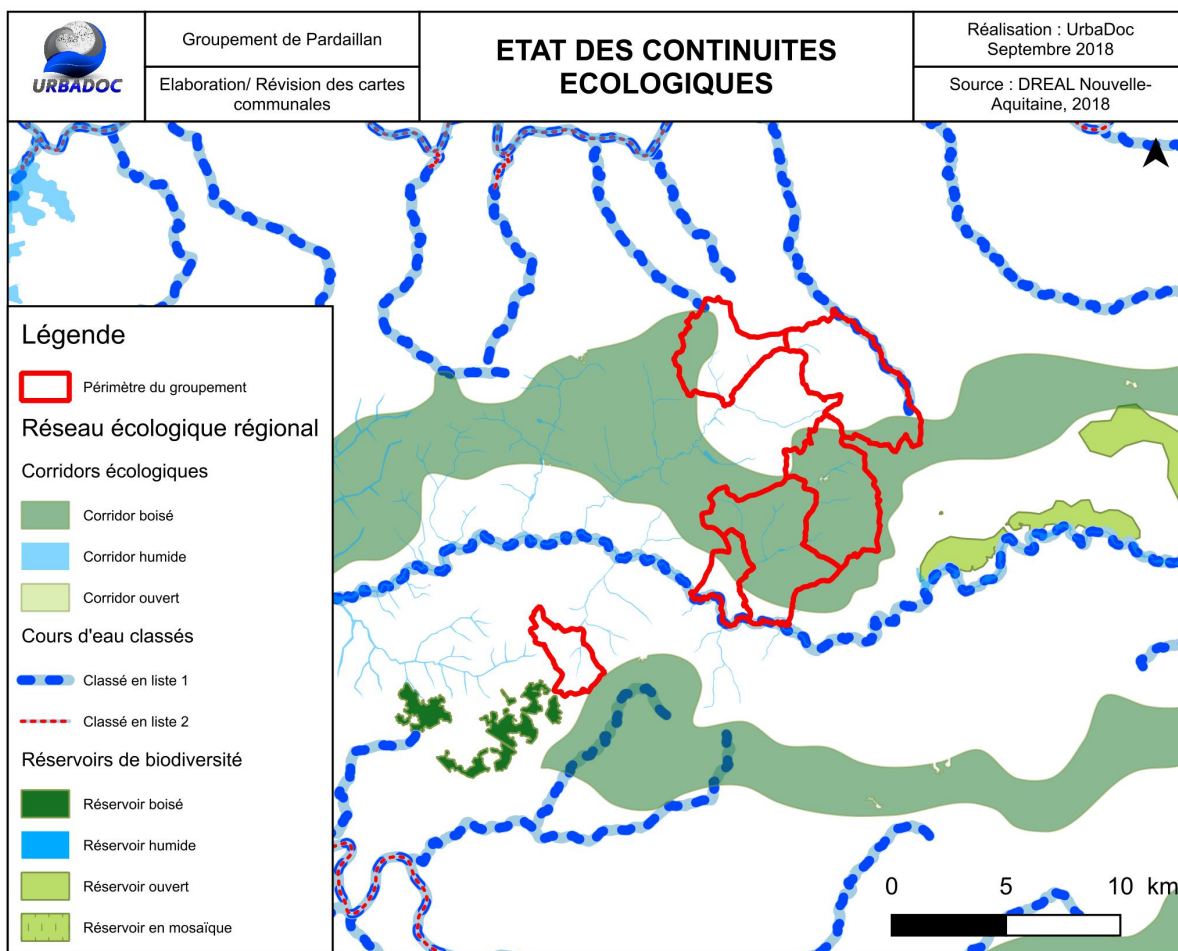 URBADOC
Groupement de Pardaillan
Elaboration/ Révision des cartes
communales
ETAT DES CONTINUITES
ECOLOGIQUES
Réalisation : UrbaDoc
Septembre 2018
Source : DREAL Nouvelle-
Aquitaine, 2018
Légende
Périmètre du groupement
Réseau écologique régional
Corridors écologiques
Corridor boisé
Corridor humide
Corridor ouvert
Cours d'eau classés
Classé en liste 1
Classé en liste 2
Réservoirs de biodiversité
Réservoir boisé
Réservoir humide
Réservoir ouvert
Réservoir en mosaïque
0 5 10 km